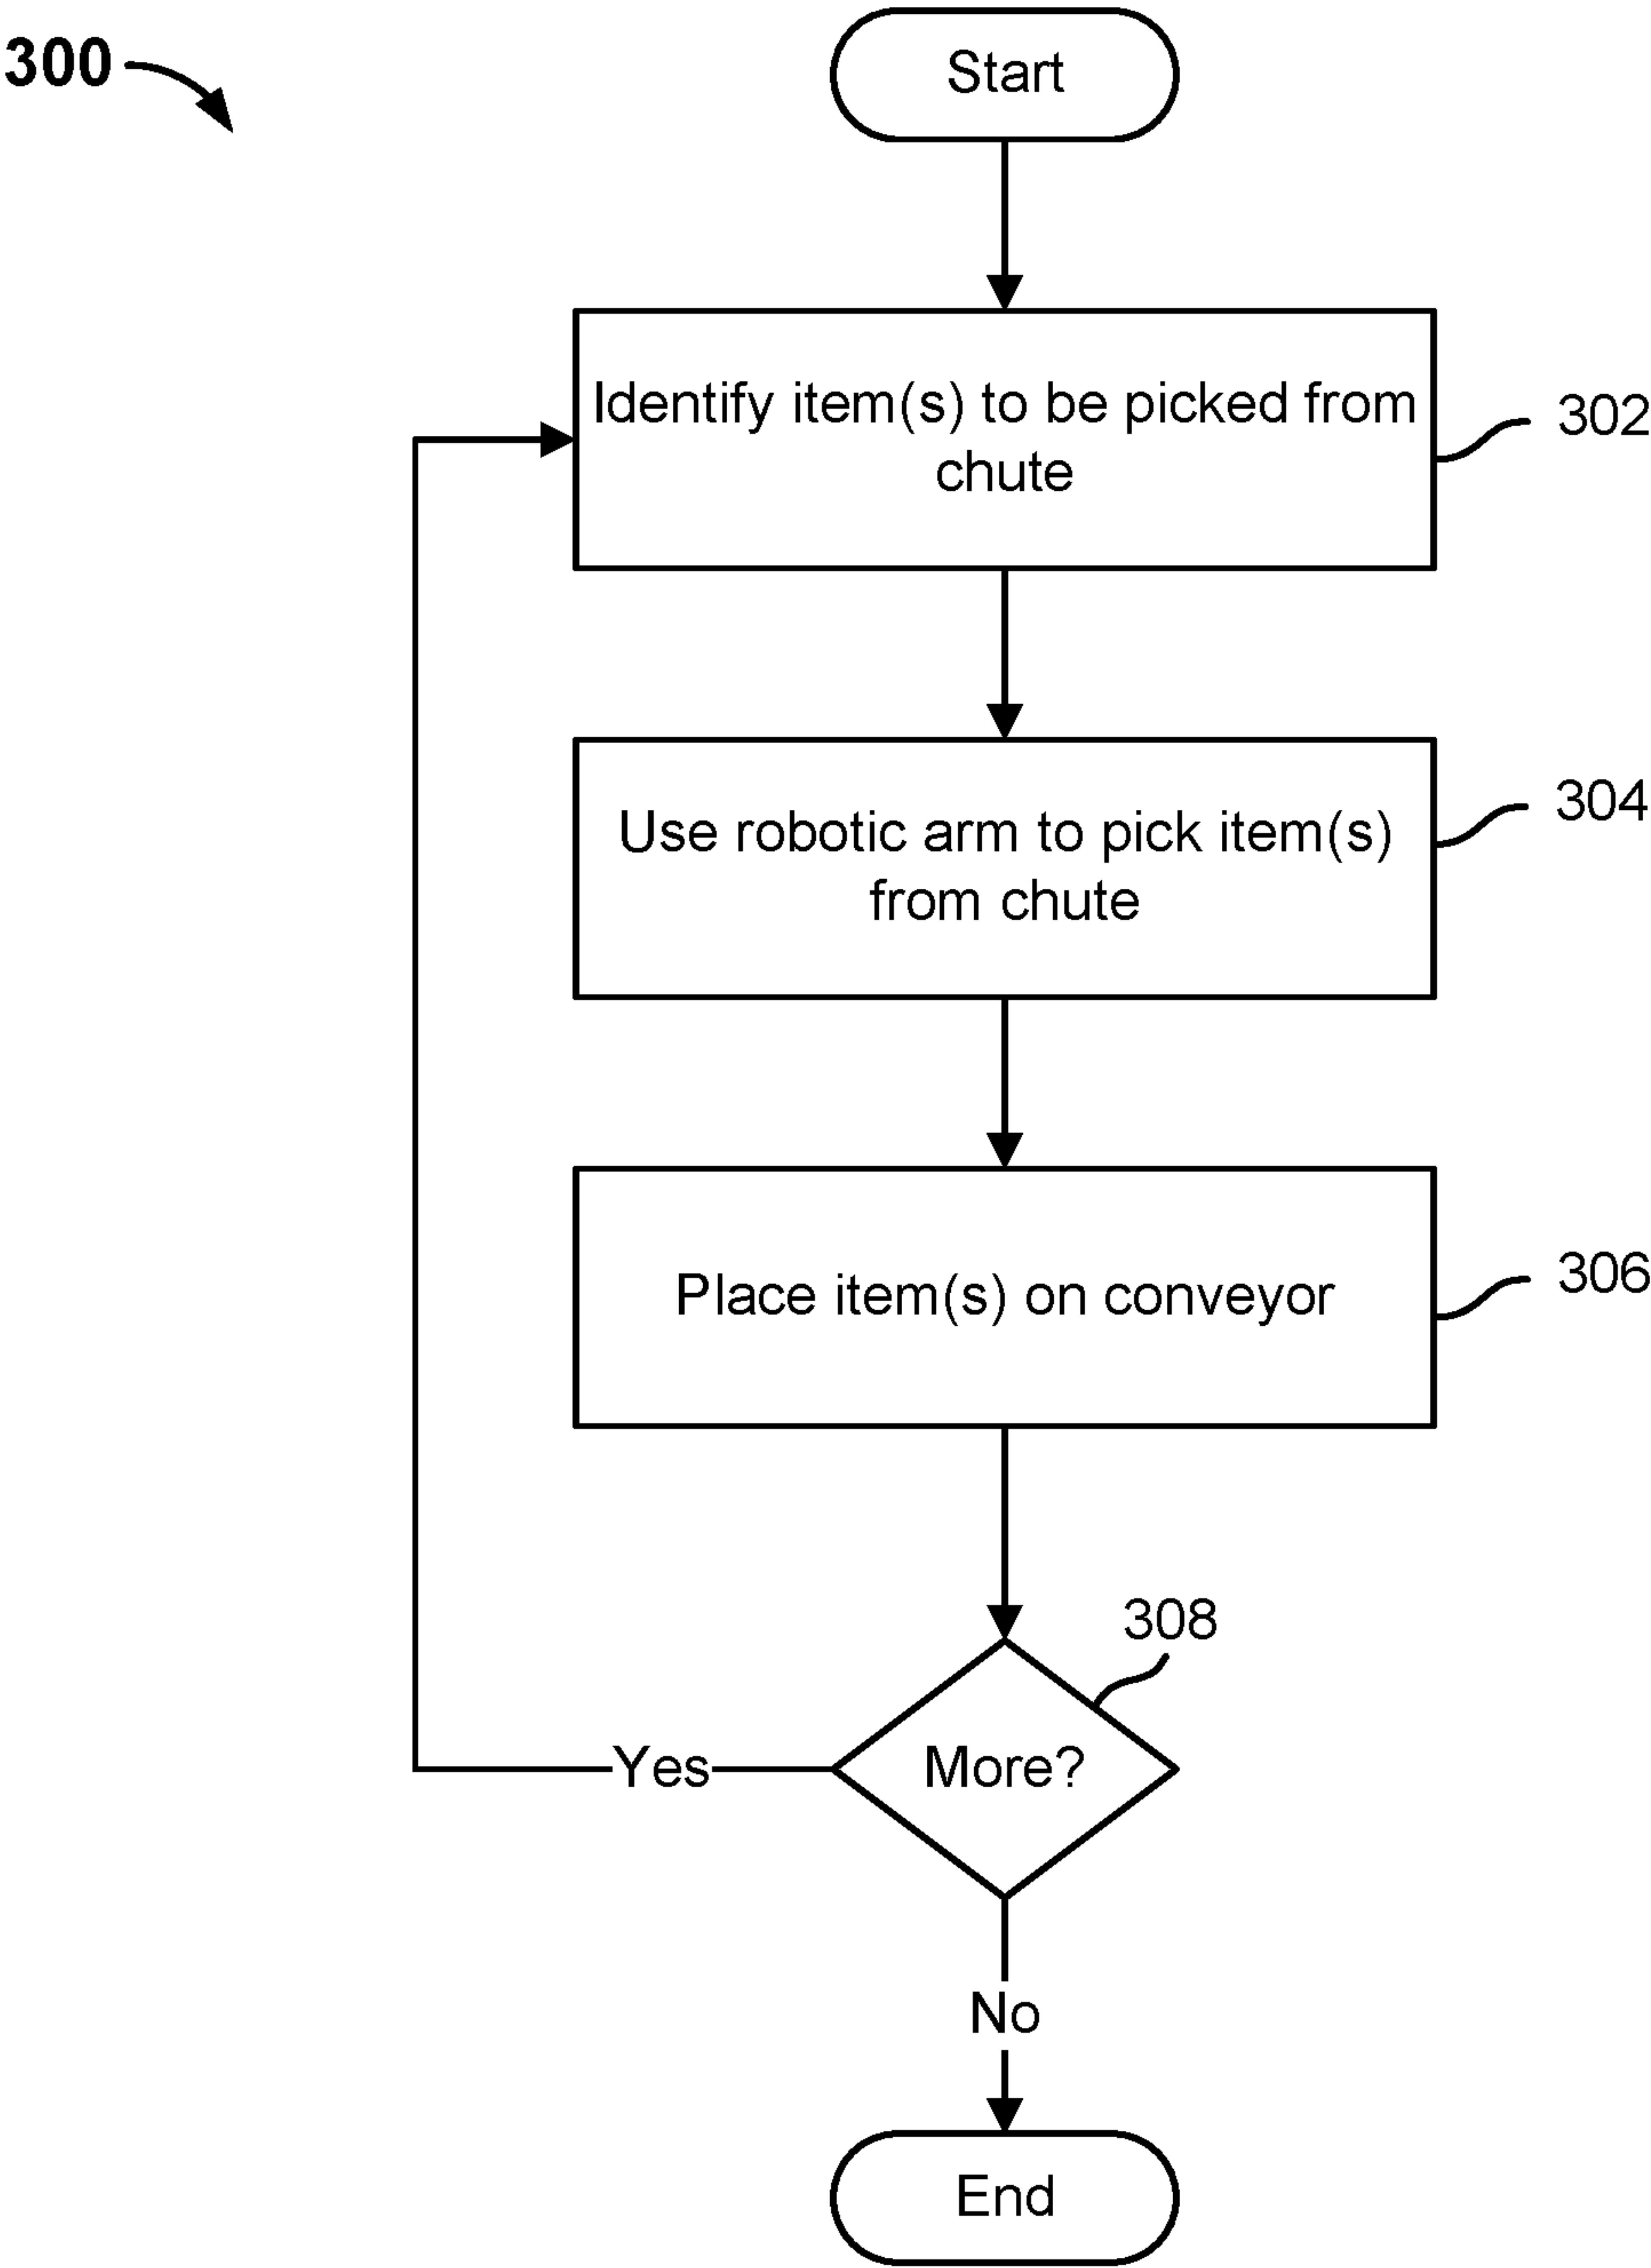 300
Start
Identify item(s) to be picked from
chute
302
Use robotic arm to pick item(s)
from chute
304
Place item(s) on conveyor
306
308
More?
Yes
No
End